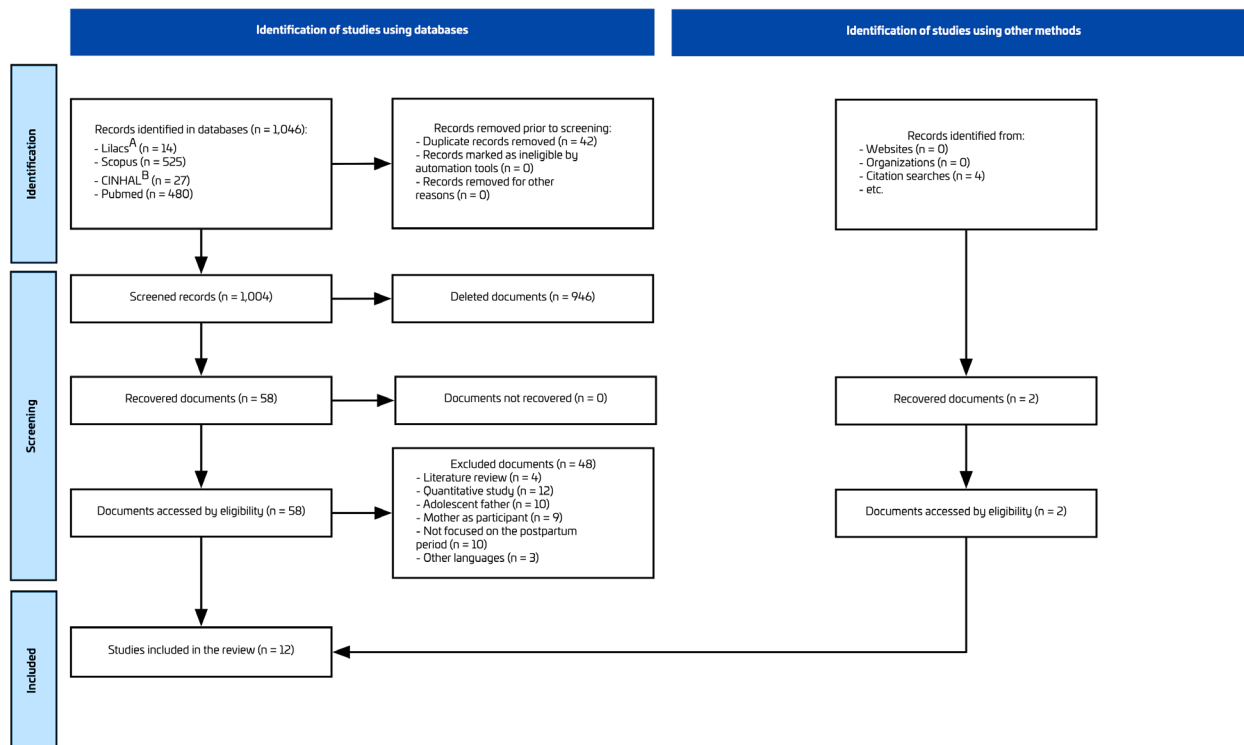 Identification of studies using databases
Identification of studies using other methods
Identification
Records identified in databases (n = 1,046):
- Lilacs^A (n = 14)
- Scopus = 525)
- CINHAL^B (n = 27)
- Pubmed (n = 480)
Records removed prior to screening:
- Duplicate records removed (n = 42)
- Records marked as ineligible by
automation tools (n = 0)
- Records removed for other
reasons (n = 0)
Records identified from:
- Websites (n = 0)
- Organizations (n = 0)
- Citation searches (n = 4)
- etc.
Screening
Screened records (n = 1,004)
Deleted documents (n = 946)
Recovered documents (n = 58)
Documents not recovered (n = 0)
Recovered documents (n = 2)
Documents accessed by eligibility (n = 58)
Excluded documents (n = 48)
- Literature review (n = 4)
- Quantitative study (n = 12)
- Adolescent father (n = 10)
- Mother as participant (n = 9)
- Not focused on the postpartum
period (n = 10)
- Other languages (n = 3)
Documents accessed by eligibility (n = 2)
Included
Studies included in the review (n = 12)